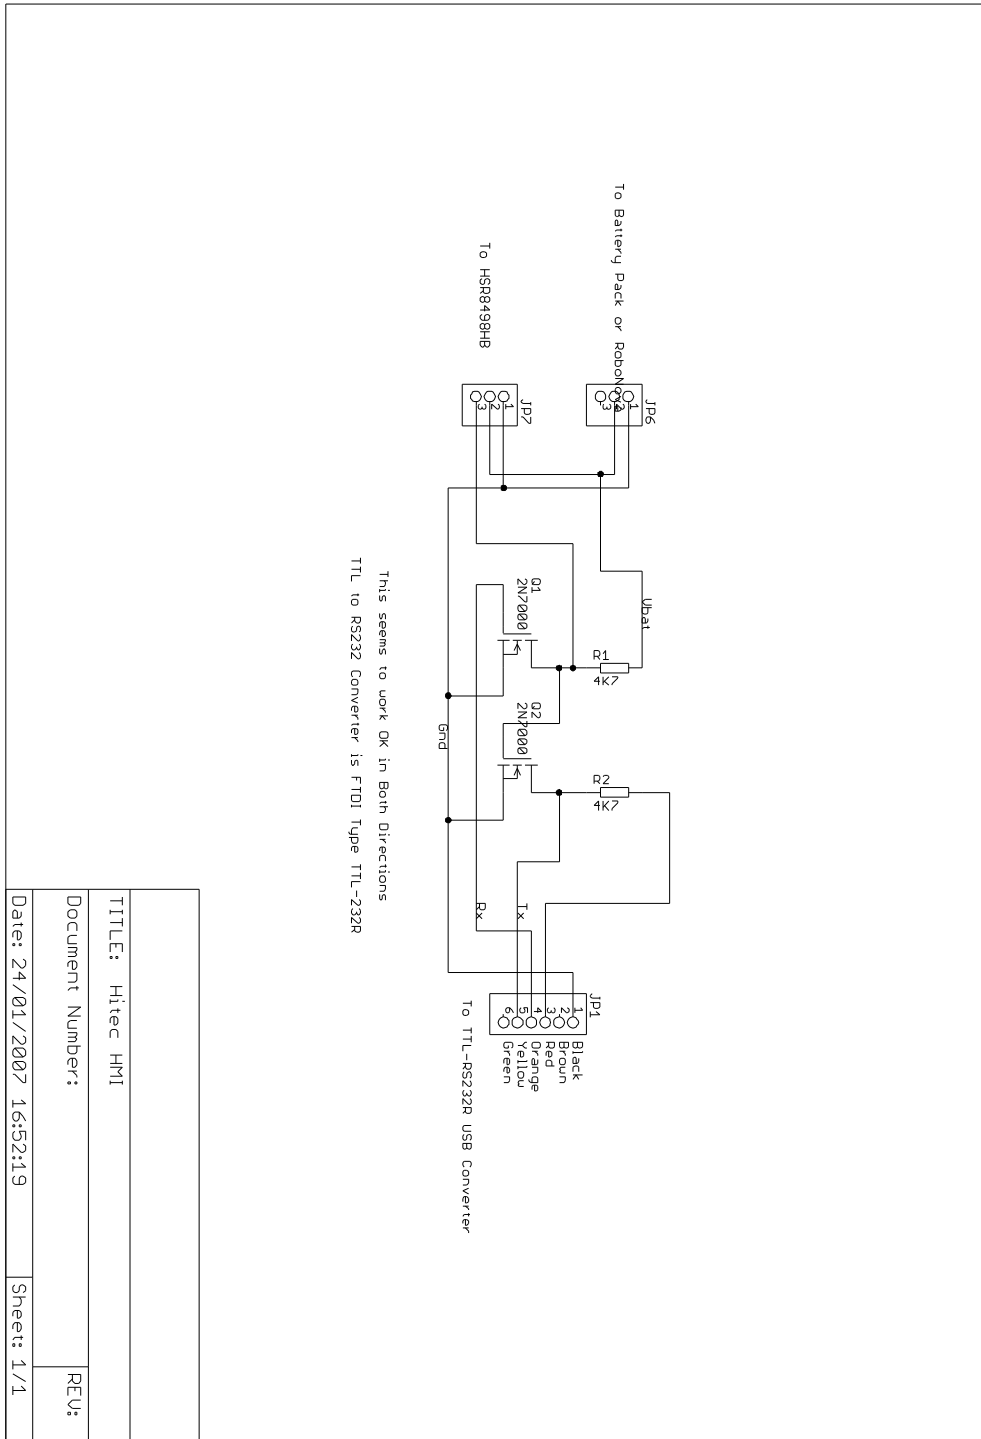 To Battery Pack or RoboNova
JP6
1
2
3
To HSR8498HB
JP7
1
2
3
Vbat
Q1
2N7000
R1
4K7
Q2
2N7000
R2
4K7
Gnd
Tx
Rx
This seems to work OK in Both Directions
TTL to RS232 Converter is FTDI Type TTL-232R
JP1
1 Black
2 Brown
3 Red
4 Orange
5 Yellow
6 Green
To TTL-RS232R USB Converter
TITLE: Hitec HMI
Document Number:
REV:
Date: 24/01/2007 16:52:19
Sheet: 1/1